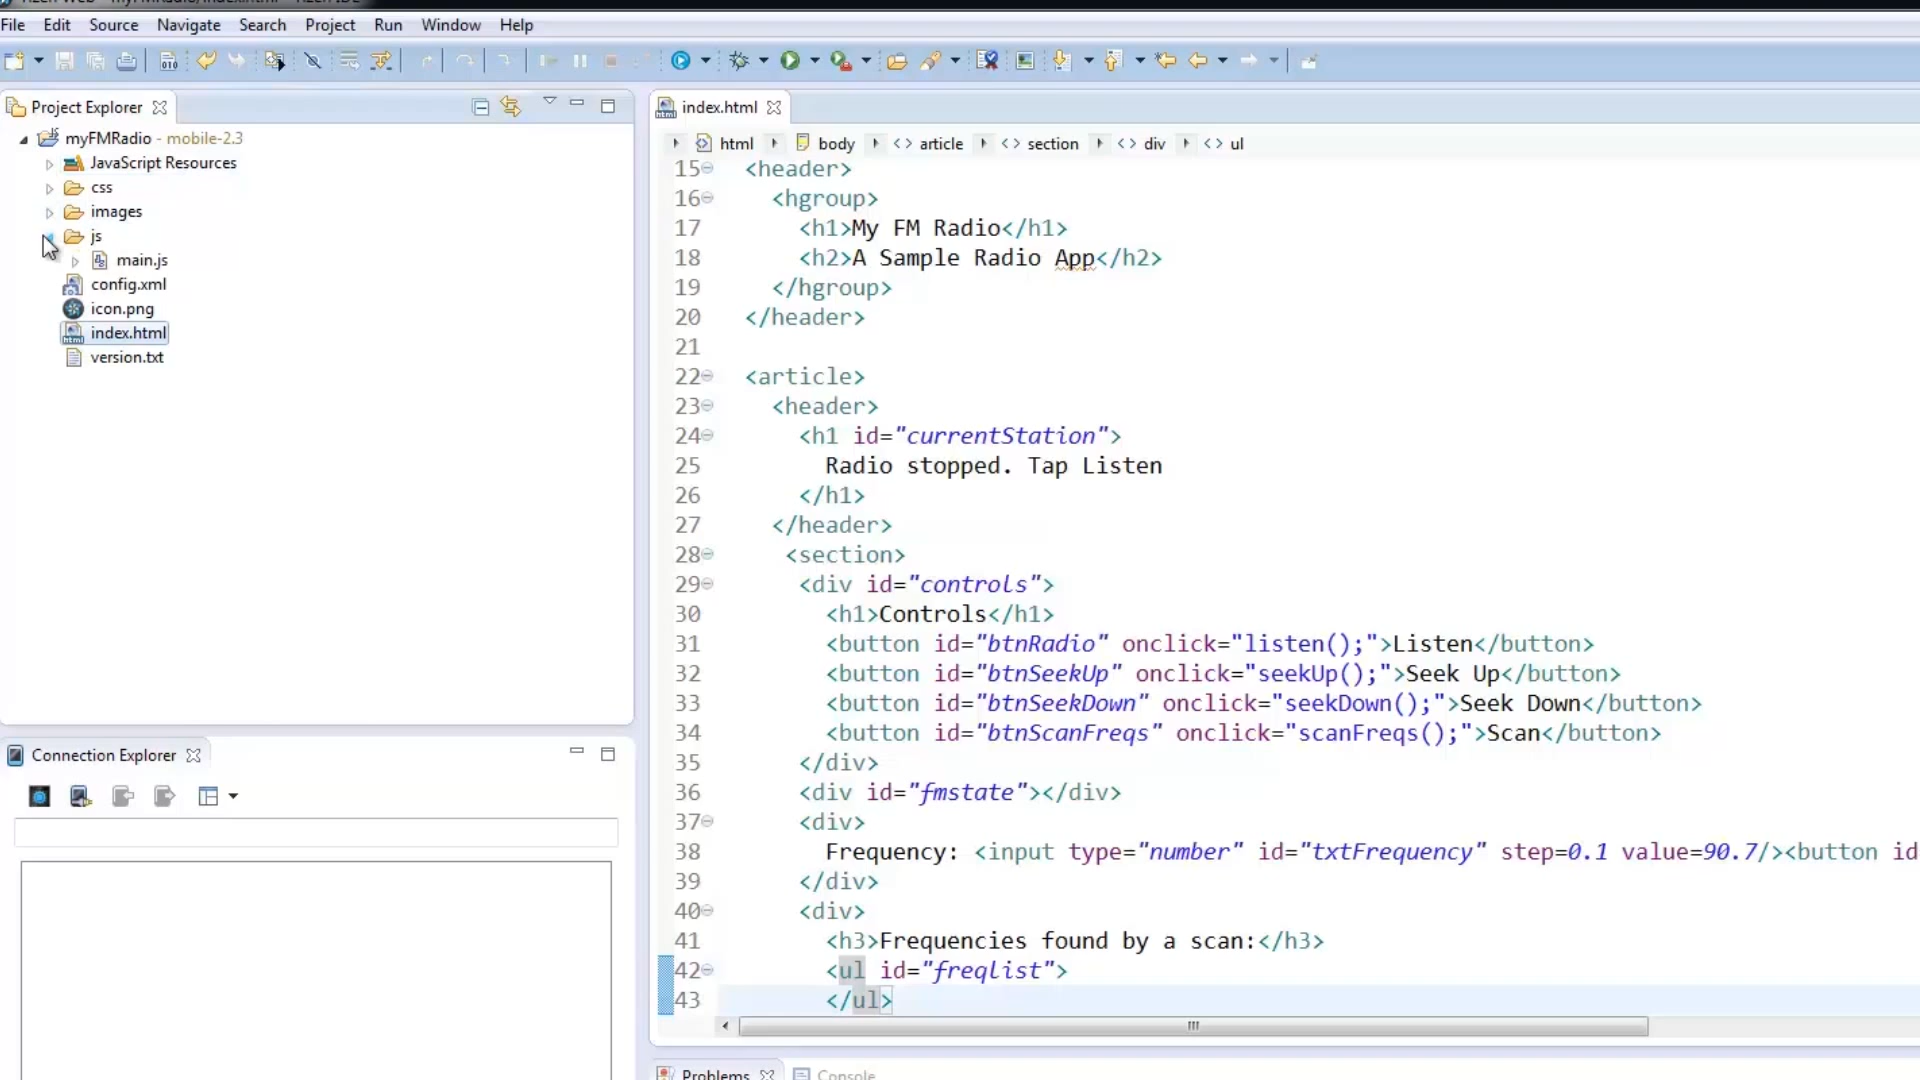 File Edit Source Navigate Search Project Run Window Help
Project Explorer
myFMRadio - mobile-2.3
JavaScript Resources
css
images
js
main.js
config.xml
icon.png
index.html
version.txt
Connection Explorer
index.html
html body article section div ul
15 <header>
16 <hgroup>
17 <h1>My FM Radio</h1>
18 <h2>A Sample Radio App</h2>
19 </hgroup>
20 </header>
21
22 <article>
23 <header>
24 <h1 id="currentStation">
25 Radio stopped. Tap Listen
26 </h1>
27 </header>
28 <section>
29 <div id="controls">
30 <h1>Controls</h1>
31 <button id="btnRadio" onclick="listen();">Listen</button>
32 <button id="btnSeekUp" onclick="seekUp();">Seek Up</button>
33 <button id="btnSeekDown" onclick="seekDown();">Seek Down</button>
34 <button id="btnScanFreqs" onclick="scanFreqs();">Scan</button>
35 </div>
36 <div id="fmstate"></div>
37 <div>
38 Frequency: <input type="number" id="txtFrequency" step=0.1 value=90.7/><button id
39 </div>
40 <div>
41 <h3>Frequencies found by a scan:</h3>
42 <ul id="freqlist">
43 </ul>
Problems Console